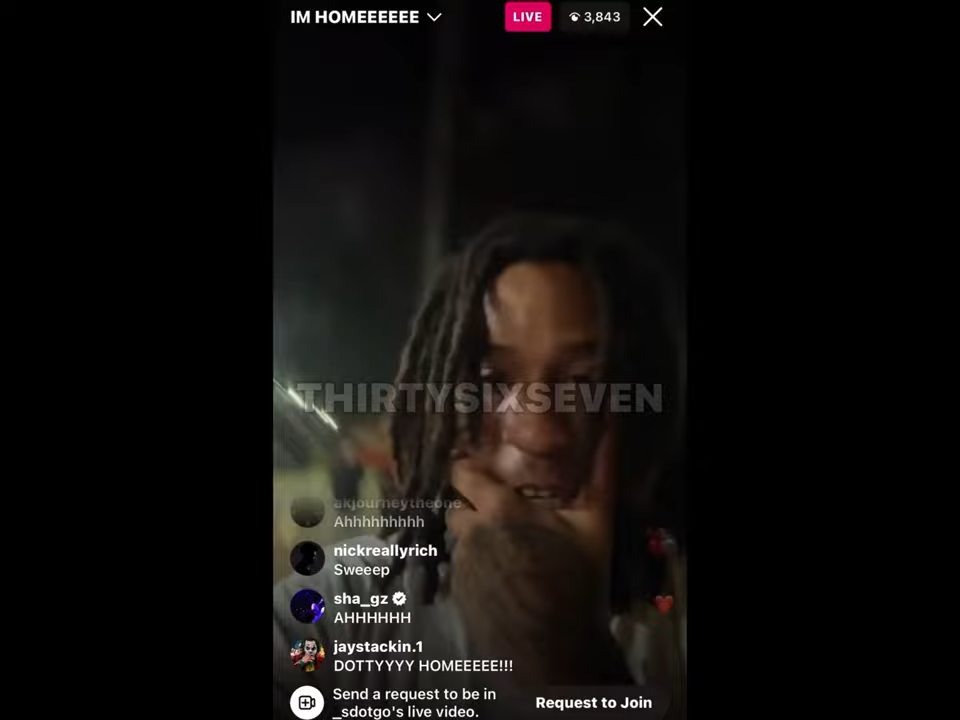 IM HOMEEEEEE
LIVE
3,843
THIRTYSIXSEVEN
akjourneytheone
Ahhhhhhhhh
nickreallyrich
Sweeep
sha_gz
AHHHHHH
jaystackin.1
DOTTYYYY HOMEEEEE!!!
Send a request to be in
_sdotgo's live video.
Request to Join